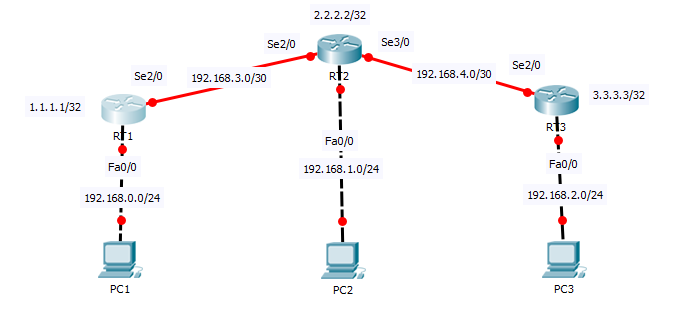 2.2.2.2/32
Se2/0
Se3/0
RT2
192.168.3.0/30
192.168.4.0/30
Se2/0
Se2/0
1.1.1.1/32
RT1
3.3.3.3/32
RT3
Fa0/0
192.168.0.0/24
Fa0/0
192.168.1.0/24
Fa0/0
192.168.2.0/24
PC1
PC2
PC3